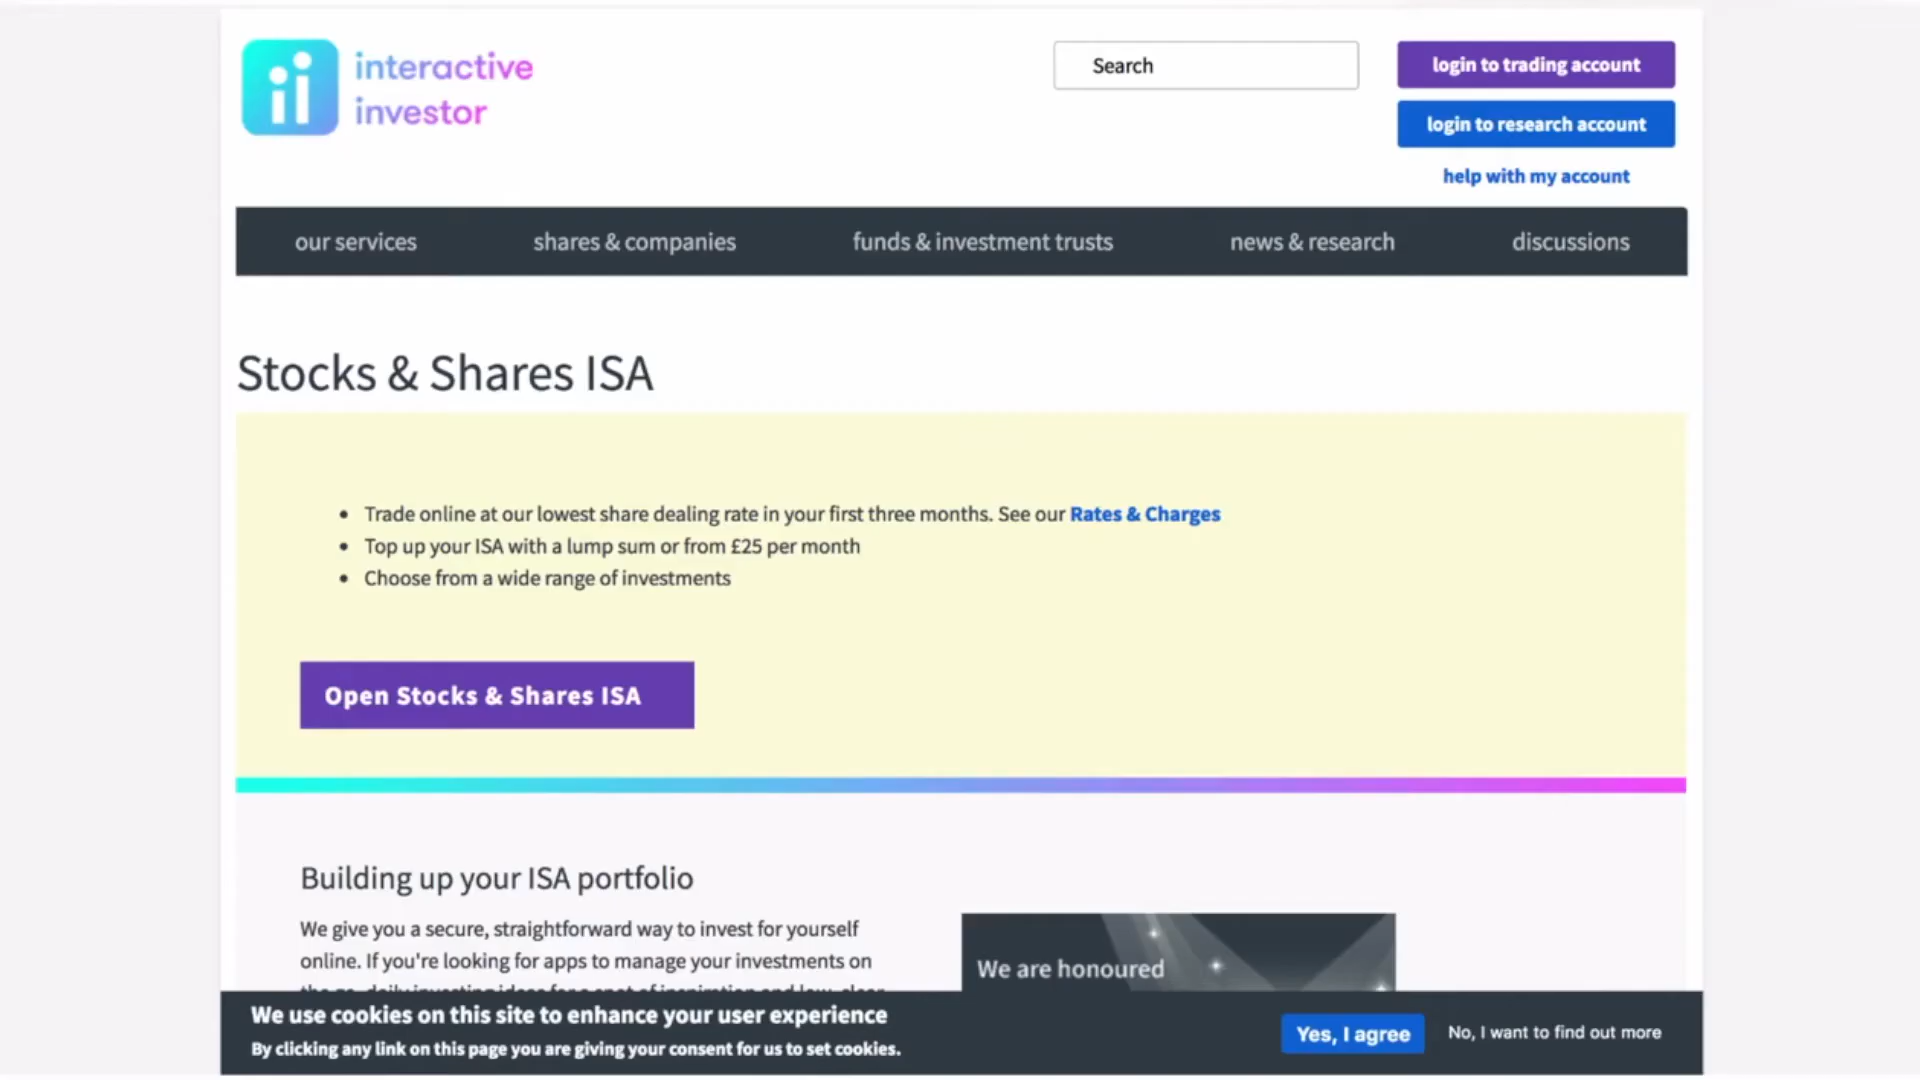 interactive
investor
Search
login to trading account
login to research account
help with my account
our services shares & companies funds & investment trusts news & research discussions
Stocks & Shares ISA
• Trade online at our lowest share dealing rate in your first three months. See our Rates & Charges
• Top up your ISA with a lump sum or from £25 per month
• Choose from a wide range of investments
Open Stocks & Shares ISA
Building up your ISA portfolio
We give you a secure, straightforward way to invest for yourself
online. If you're looking for apps to manage your investments on
We are honoured
We use cookies on this site to enhance your user experience
By clicking any link on this page you are giving your consent for us to set cookies.
Yes, I agree
No, I want to find out more